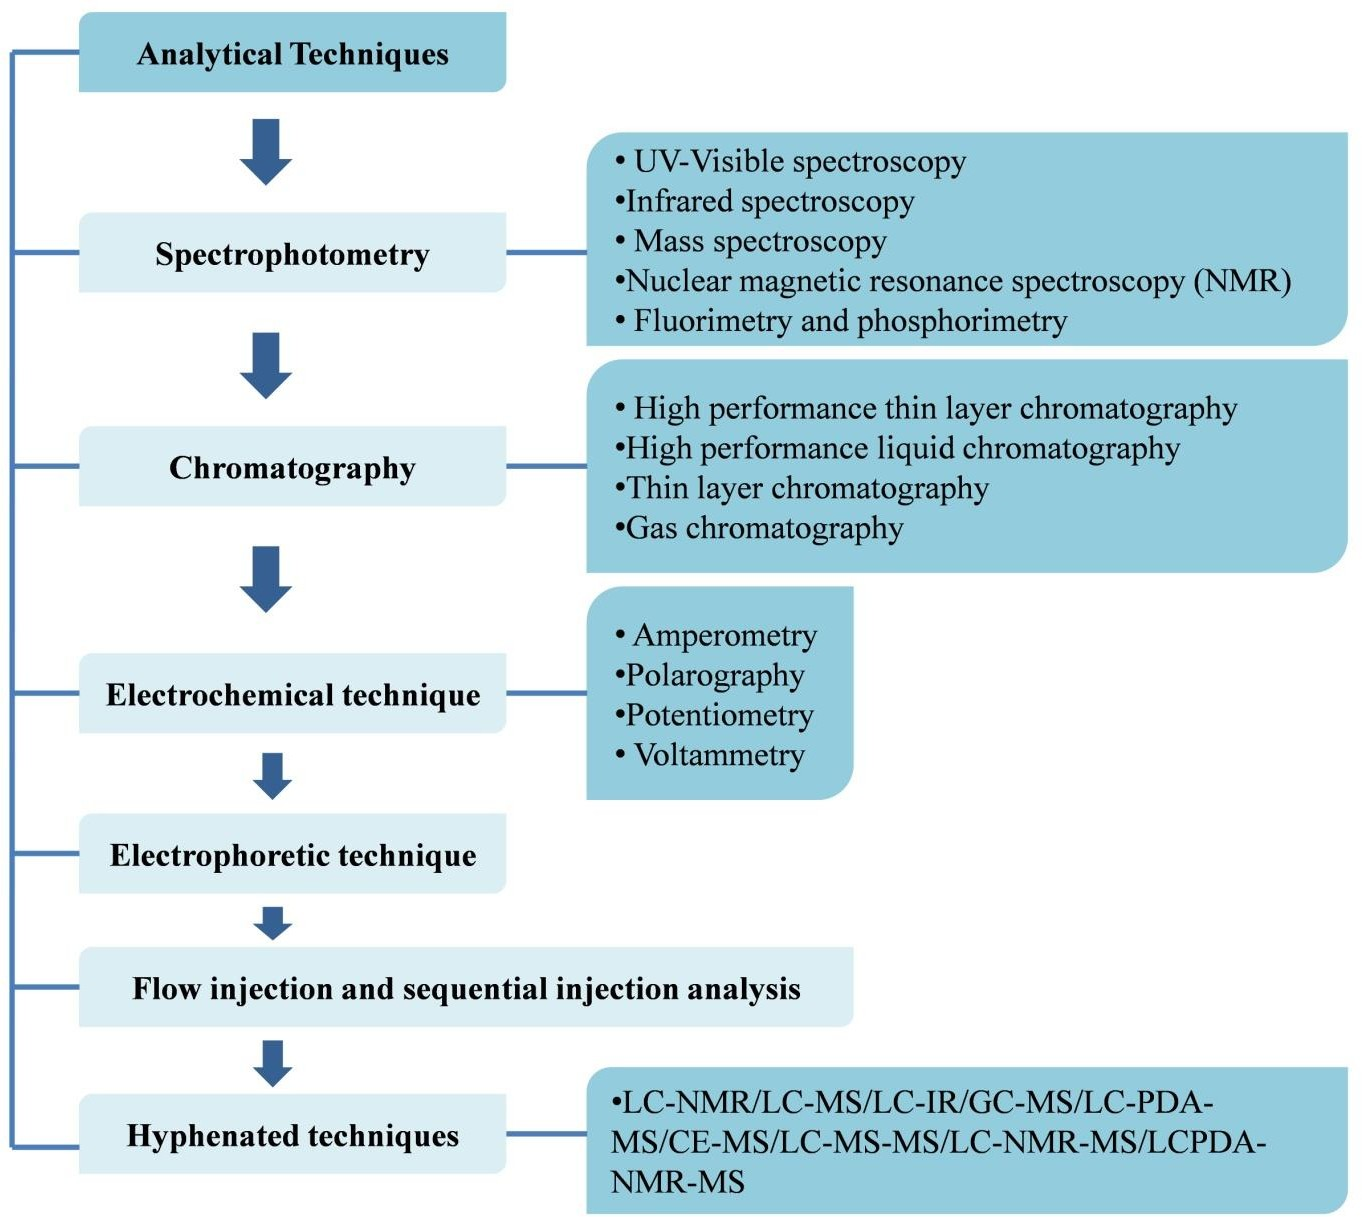 Analytical Techniques
Spectrophotometry
• UV-Visible spectroscopy
•Infrared spectroscopy
• Mass spectroscopy
•Nuclear magnetic resonance spectroscopy (NMR)
• Fluorimetry and phosphorimetry
Chromatography
• High performance thin layer chromatography
•High performance liquid chromatography
•Thin layer chromatography
•Gas chromatography
Electrochemical technique
• Amperometry
•Polarography
•Potentiometry
• Voltammetry
Electrophoretic technique
Flow injection and sequential injection analysis
Hyphenated techniques
•LC-NMR/LC-MS/LC-IR/GC-MS/LC-PDA-
MS/CE-MS/LC-MS-MS/LC-NMR-MS/LCPDA-
NMR-MS